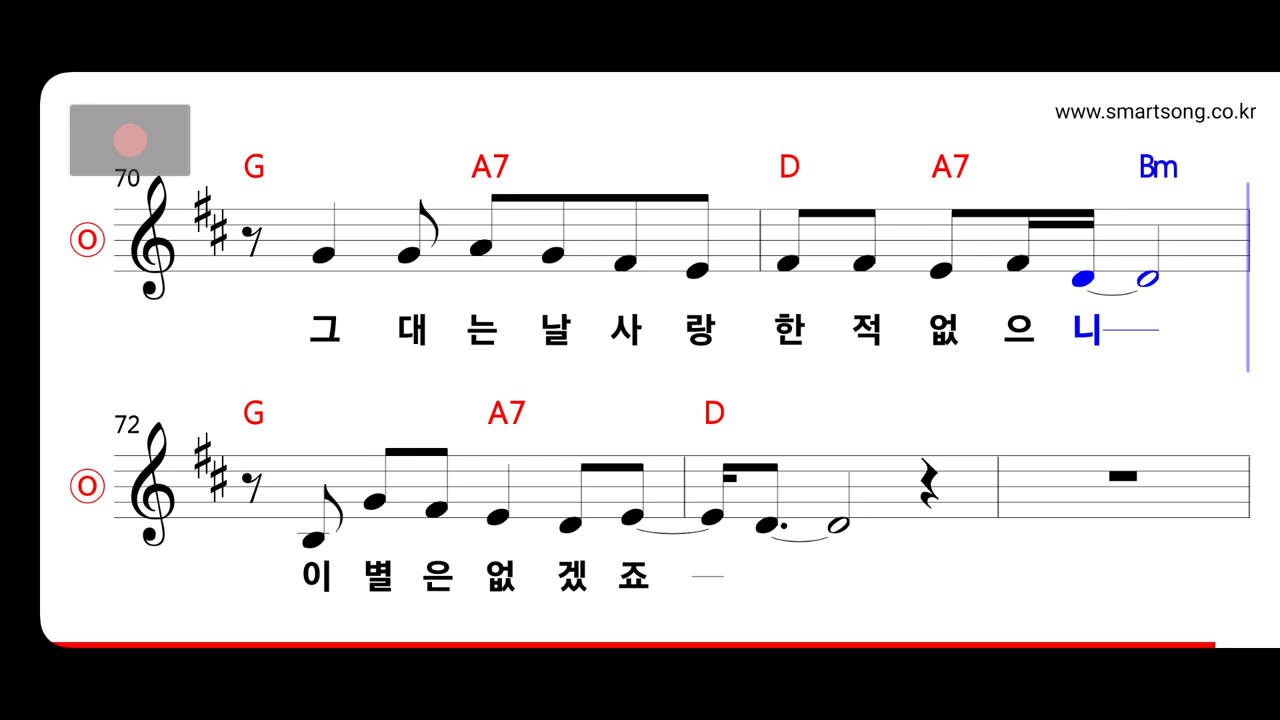 www.smartsong.co.kr
G A7 D A7 Bm
70
O
그 대 는 날 사 랑 한 적 없 으 니
G A7 D
72
O
이 별 은 없 겠 죠